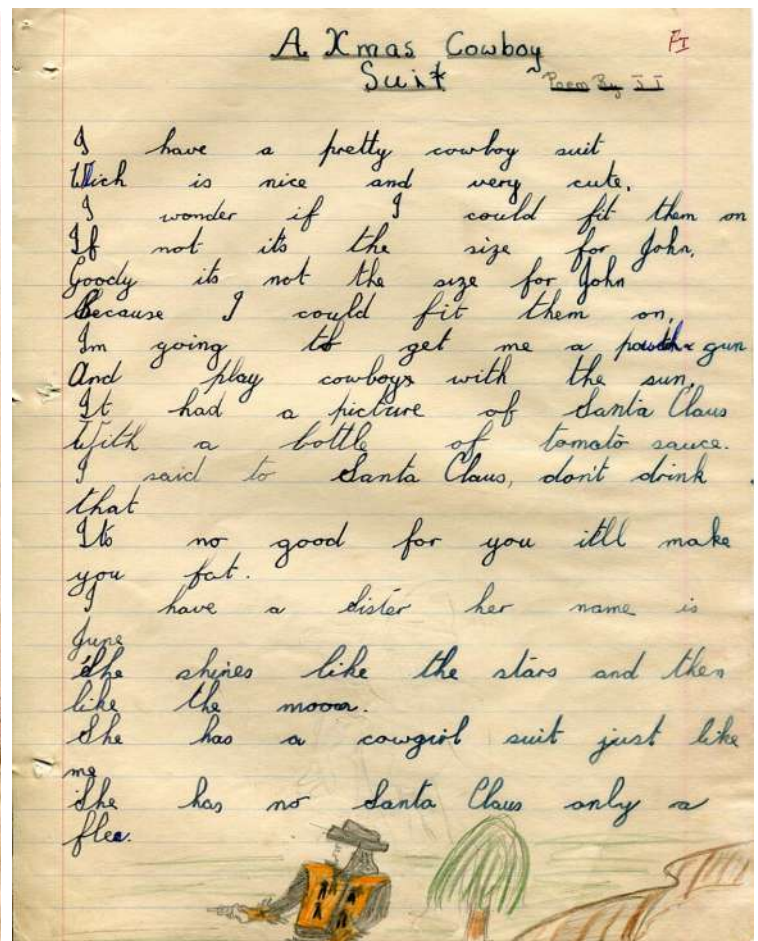 A Xmas Cowboy
Suit
FI
Poem By JJ
I have a pretty cowboy suit
Wich is nice and very cute.
I wonder if I could fit them on
If not its the size for John,
Goody its not the size for John
Because I could fit them on,
Im going to get me a gun
And play cowboys with the sun,
It had a picture of Santa Claus
With a bottle of tomato sauce.
I said to Santa Claus, don't drink
that
Its no good for you itll make
you fat.
I have a sister her name is
June
She shines like the stars and then
like the moon.
She has a cowgirl suit just like
me
She has no Santa Claus only a
flee.